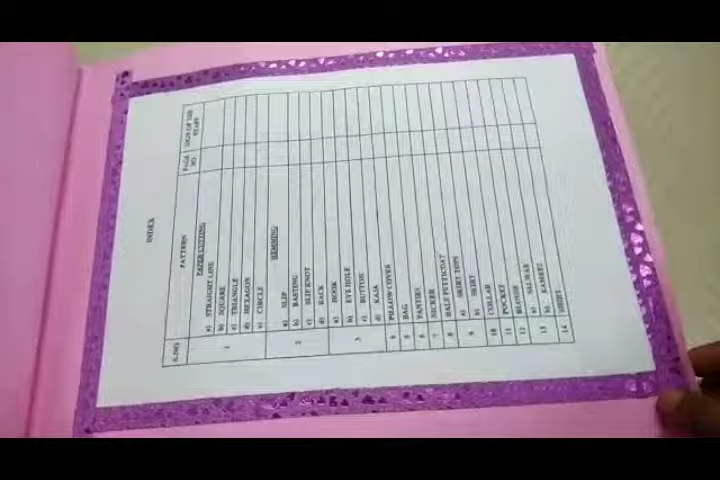 INDEX
S.NO PATTERN PAGE NO SIGN OF THE STAFF
1 PAPER CUTTING
a) STRAIGHT LINE
b) SQUARE
c) TRIANGLE
d) HEXAGON
e) CIRCLE
2 HEMMING
a) SLIP
b) BASTING
c) SLIP KNOT
d) BACK
3 a) HOOK
b) EYE HOLE
c) BUTTON
d) KAJA
4 PILLOW COVER
5 BAG
6 PANTIES
7 NICKER
8 HALF PETTICOAT
9 a) SKIRT TOPS
b) SKIRT
10 COLLAR
11 POCKET
12 BLOUSE
13 a) SALWAR
b) KAMEEZ
14 SHIRT